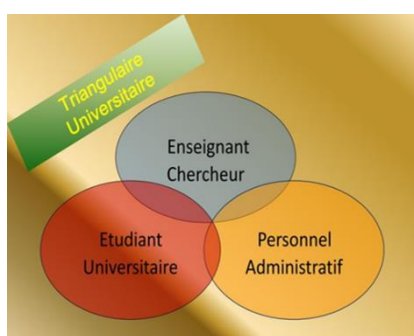 Triangulaire
Universitaire
Enseignant
Chercheur
Etudiant
Universitaire
Personnel
Administratif